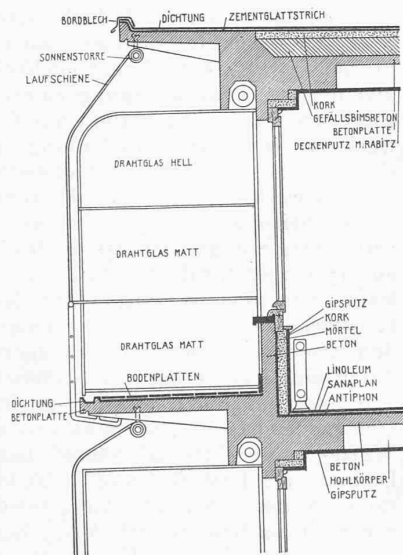 BORDBLECH
DICHTUNG
ZEMENTGLATTSTRICH
SONNENSTORRE
LAUFSCHIENE
KORK
GEFÄLLSBIMSBETON
BETONPLATTE
DECKENPUTZ M. RABITZ
DRAHTGLAS HELL
DRAHTGLAS MATT
DRAHTGLAS MATT
BODENPLATTEN
GIPSPUTZ
KORK
MÖRTEL
BETON
LINOLEUM
SANAPLAN
ANTIPHON
DICHTUNG
BETONPLATTE
BETON
HOHLKÖRPER
GIPSPUTZ